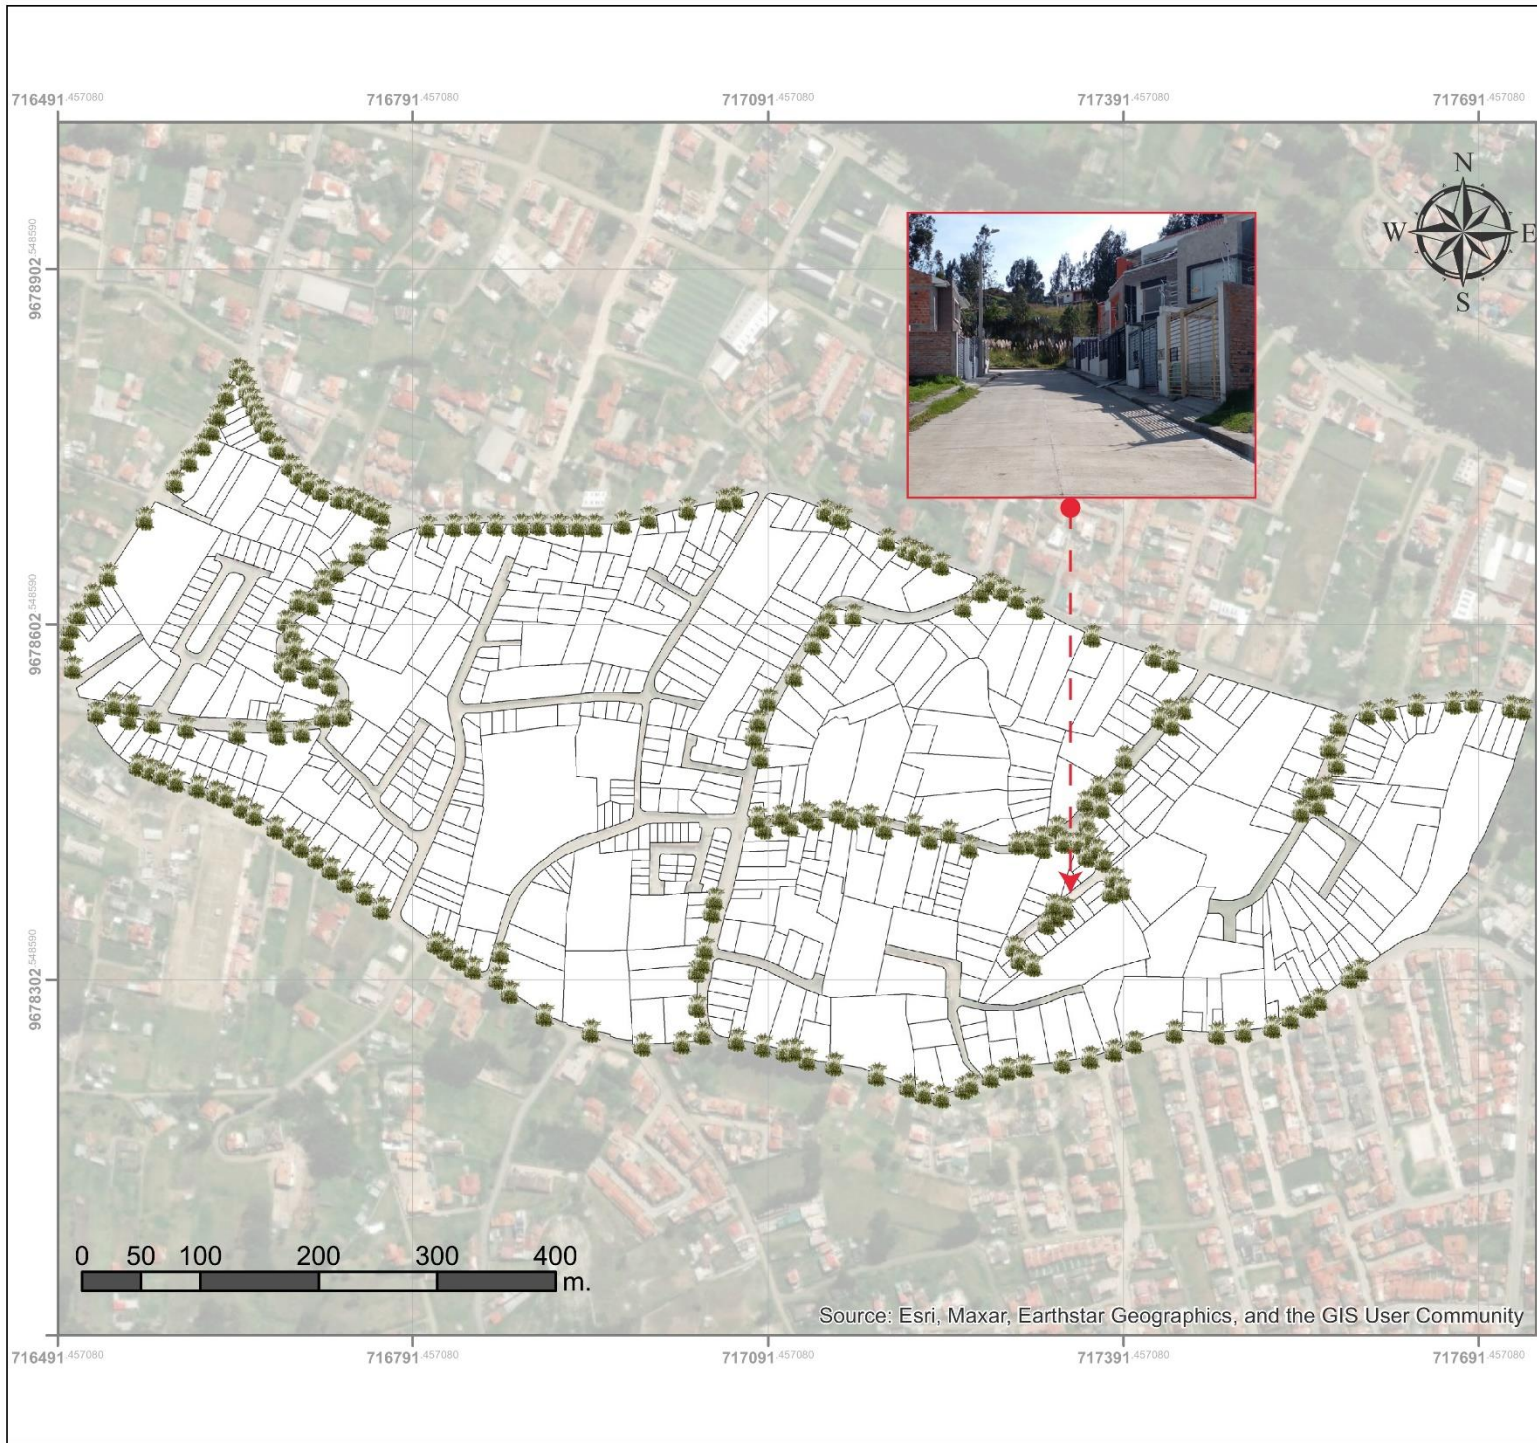 716491.457080 716791.457080 717091.457080 717391.457080 717691.457080
N
W E
S
9678902.548590
9678602.548590
9678302.548590
0 50 100 200 300 400
m.
Source: Esri, Maxar, Earthstar Geographics, and the GIS User Community
716491.457080 716791.457080 717091.457080 717391.457080 717691.457080